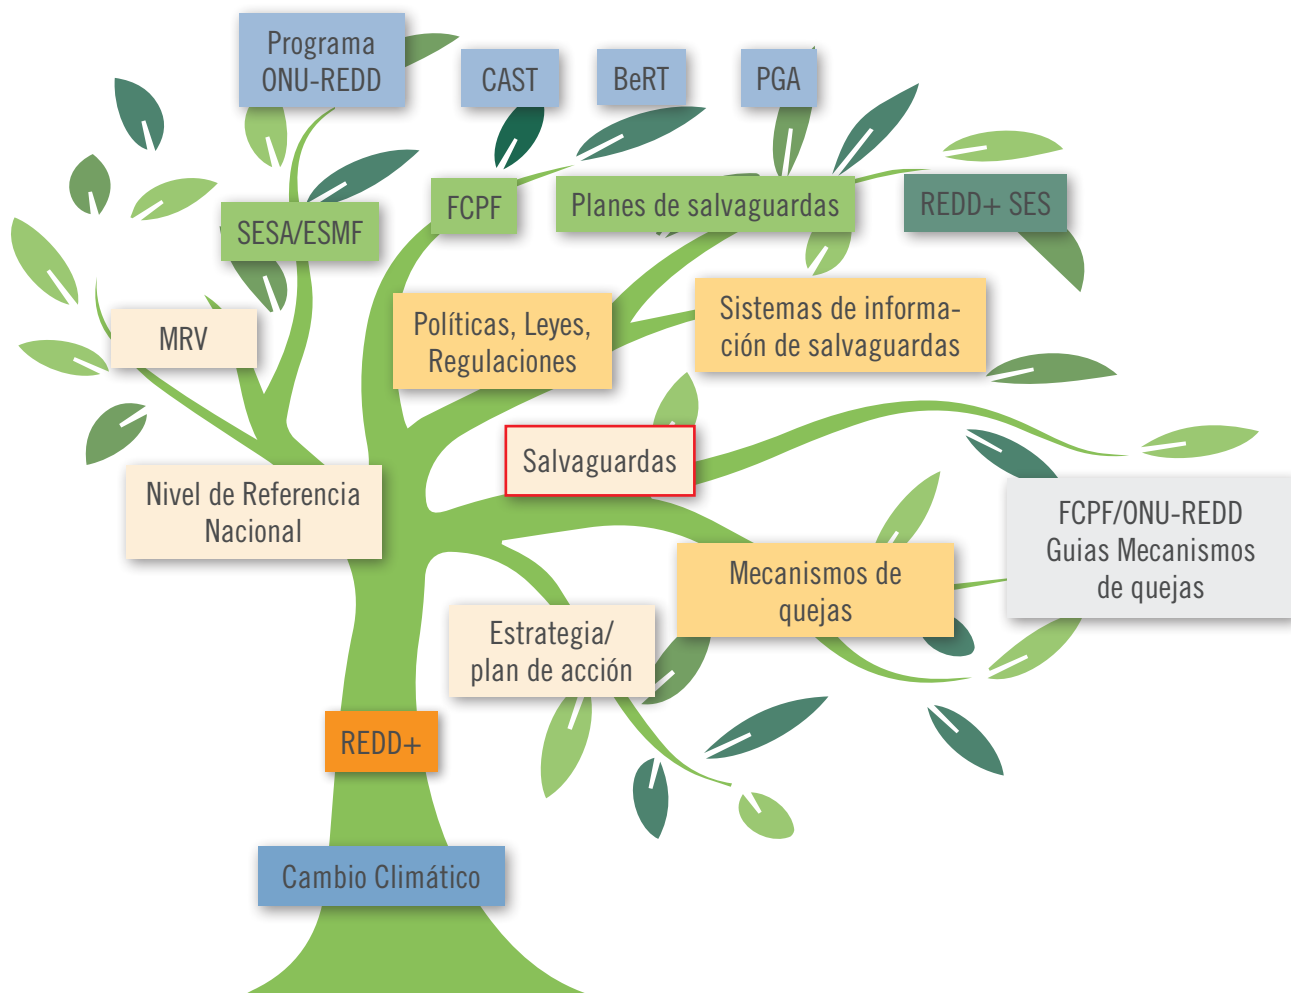 Programa
ONU-REDD
CAST
BeRT
PGA
SESA/ESMF
FCPF
Planes de salvaguardas
REDD+ SES
MRV
Políticas, Leyes,
Regulaciones
Sistemas de informa-
ción de salvaguardas
Salvaguardas
Nivel de Referencia
Nacional
FCPF/ONU-REDD
Guias Mecanismos
de quejas
Mecanismos de
quejas
Estrategia/
plan de acción
REDD+
Cambio Climático